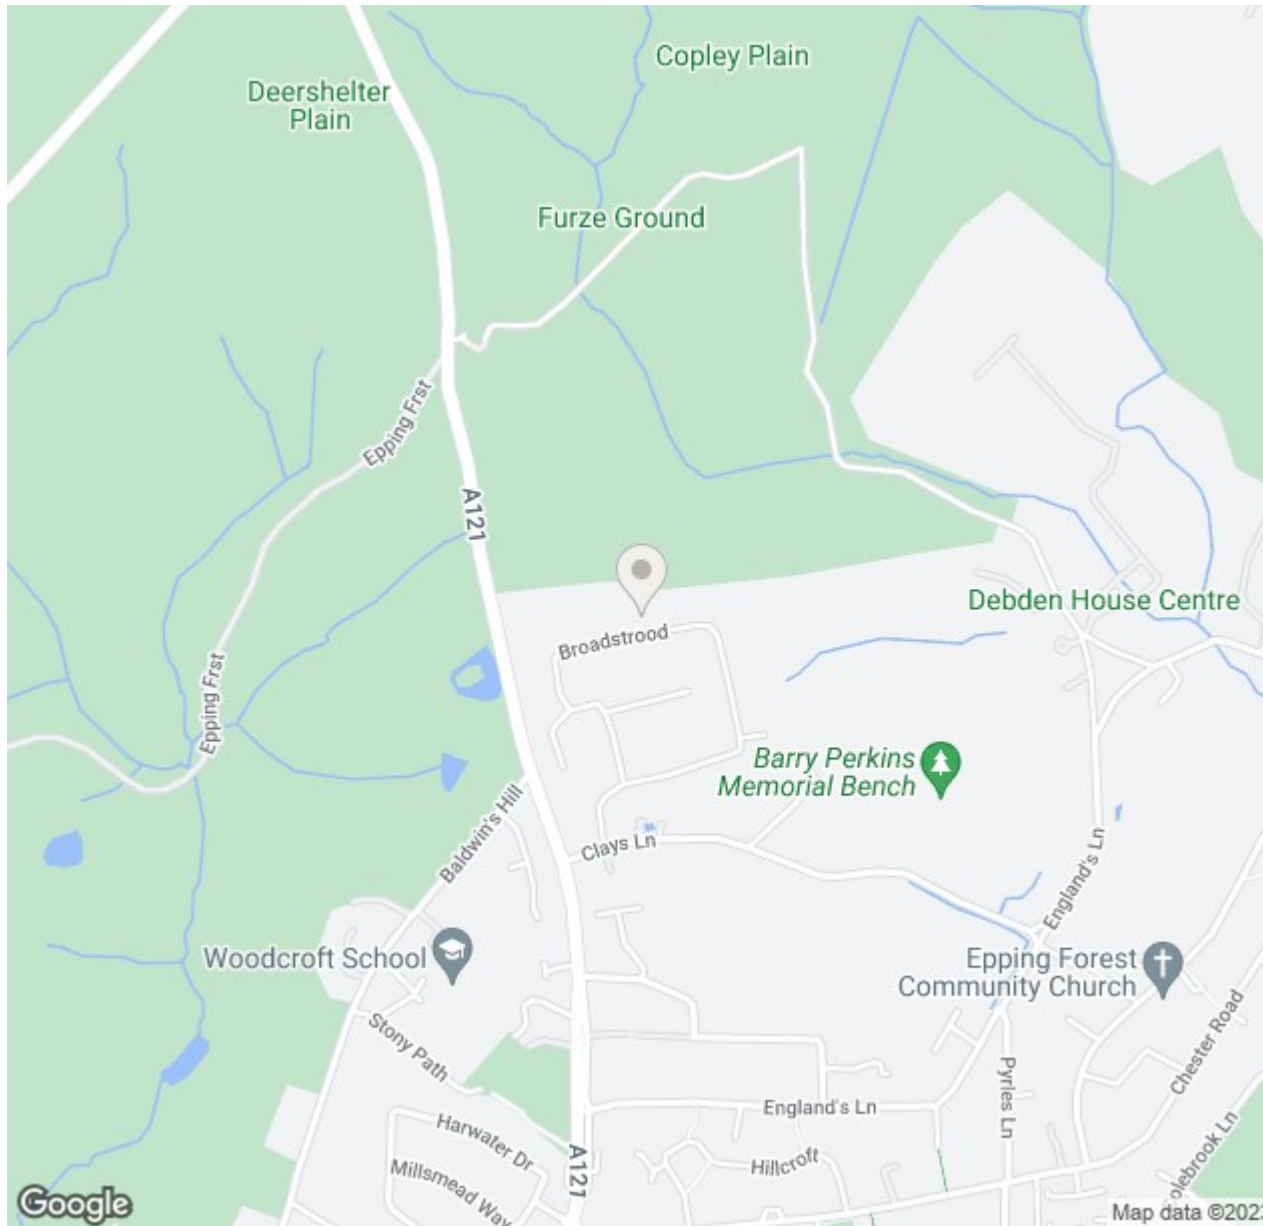 Copley Plain
Deershelter
Plain
Furze Ground
Epping Frst
A121
Debden House Centre
Broadstrood
Epping Frst
Barry Perkins
Memorial Bench
Baldwin's Hill
Clays Ln
England's Ln
Woodcroft School
Epping Forest
Community Church
Chester Road
Stony Path
Pyrles Ln
England's Ln
Harwater Dr
A121
Hillcroft
Millsmead Way
olebrook Ln
Google
Map data ©202